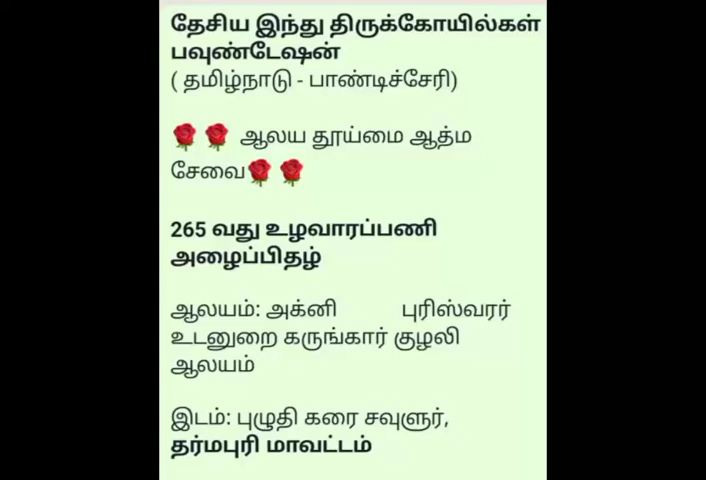 தேசிய இந்து திருக்கோயில்கள்
பவுண்டேஷன்
( தமிழ்நாடு - பாண்டிச்சேரி)
🌹 🌹 ஆலய தூய்மை ஆத்ம
சேவை🌹 🌹
265 வது உழவாரப்பணி
அழைப்பிதழ்
ஆலயம்: அக்னி புரிஸ்வரர்
உடனுறை கருங்கார் குழலி
ஆலயம்
இடம்: புழுதி கரை சவுளுர்,
தர்மபுரி மாவட்டம்